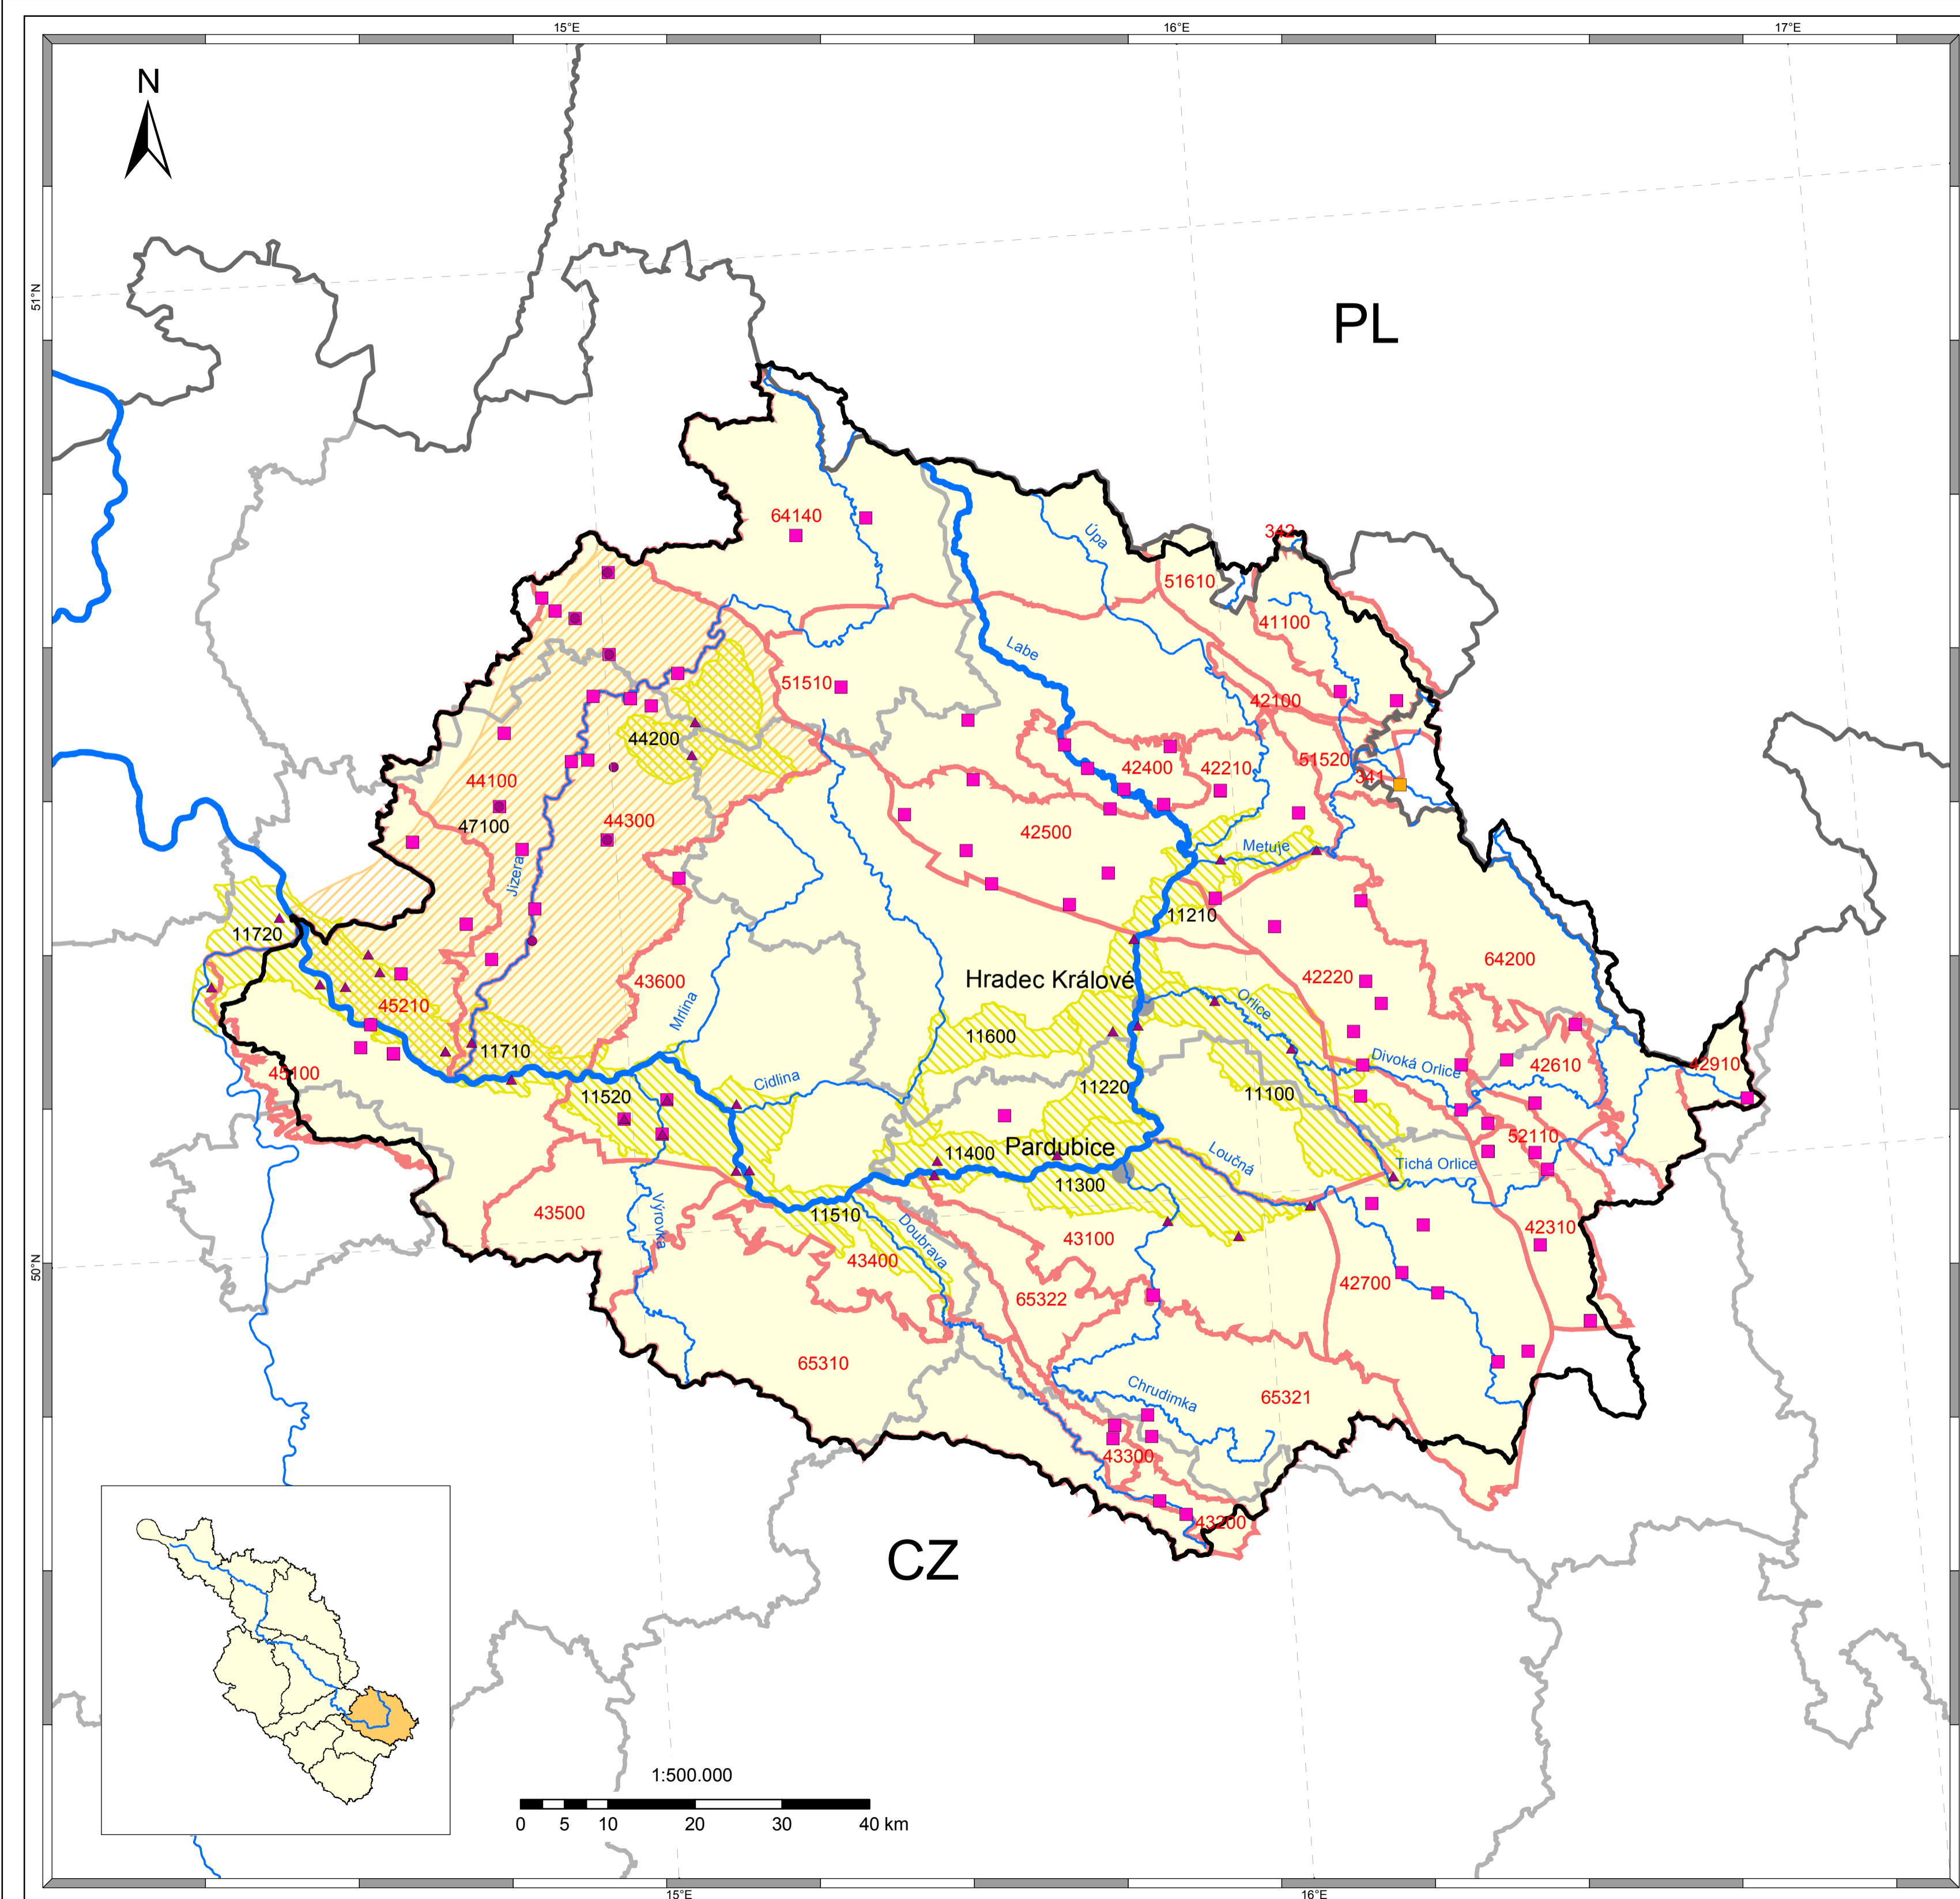 15°E
16°E
17°E
N
51°N
PL
64140
342
Úpa
51610
41100
Labe
51510
42100
44200
51520
42400
42210
341
44100
47100
44300
42500
Metuje
Jizera
11720
11210
64200
Hradec Králové
42220
45210
43600
Orlice
Mrlina
11600
11710
Divoká Orlice
42610
42910
45100
Cidlina
11220
11100
11520
52110
Pardubice
11400
Loučná
Tichá Orlice
11300
43500
Výrovka
11510
Doubrava
43100
42310
43400
42700
65322
50°N
65310
Chrudimka
65321
43300
43200
CZ
1:500.000
0 5 10 20 30 40 km
15°E
16°E